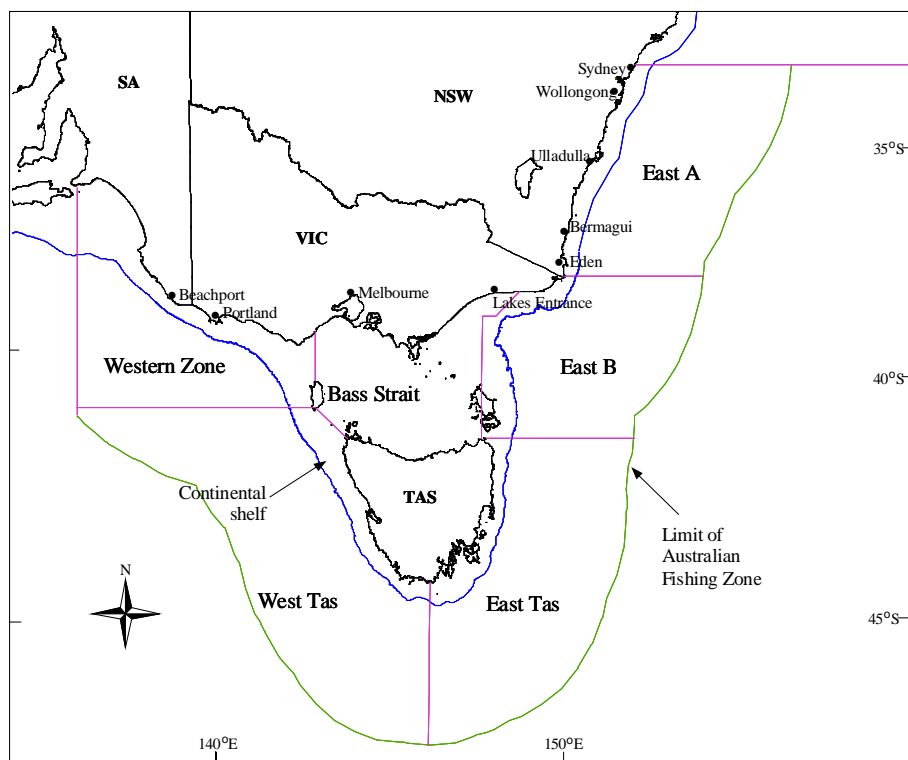 SA
NSW
Sydney
Wollongong
35°S
Ulladulla
East A
Bermagui
VIC
Eden
Beachport
Melbourne
Lakes Entrance
Portland
Western Zone
East B
40°S
Bass Strait
Continental
shelf
TAS
Limit of
Australian
Fishing Zone
N
West Tas
East Tas
45°S
140°E
150°E